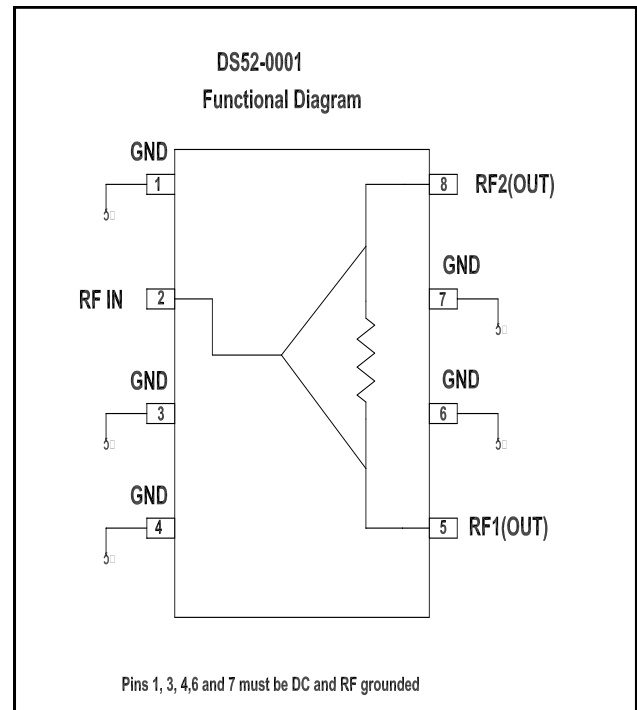 DS52-0001
Functional Diagram
GND
1
8
RF2(OUT)
RF IN
2
GND
7
GND
3
GND
6
GND
4
5
RF1(OUT)
Pins 1, 3, 4,6 and 7 must be DC and RF grounded